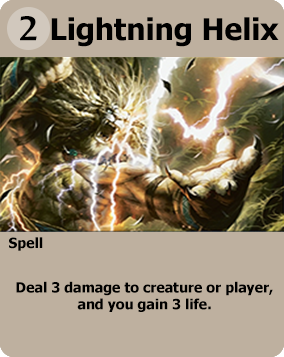 2 Lightning Helix
Spell
Deal 3 damage to creature or player,
and you gain 3 life.